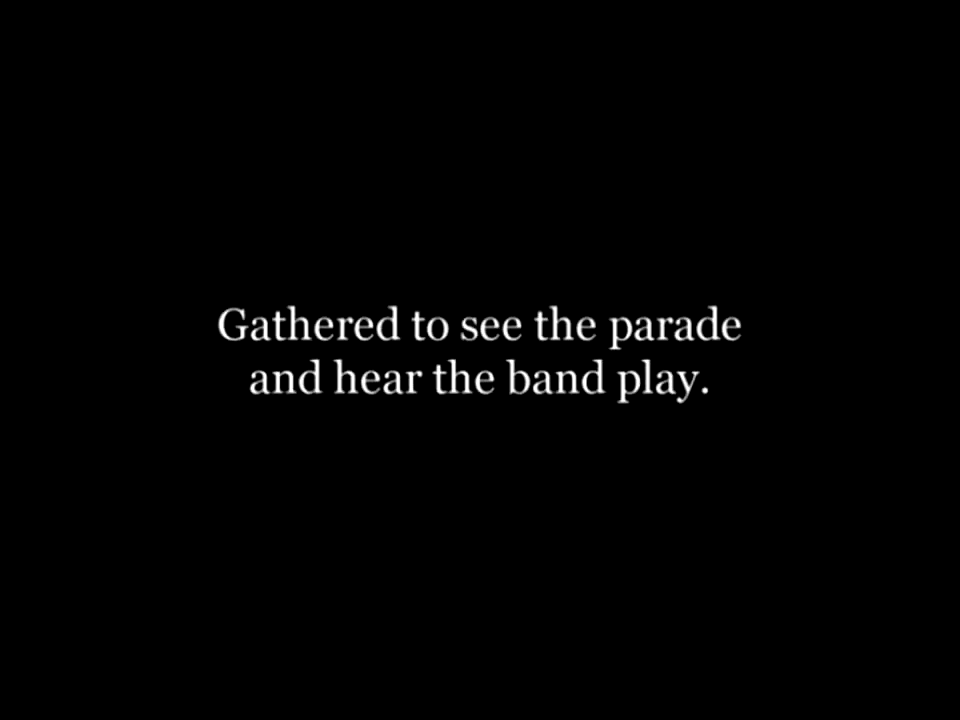 Gathered to see the parade
and hear the band play.